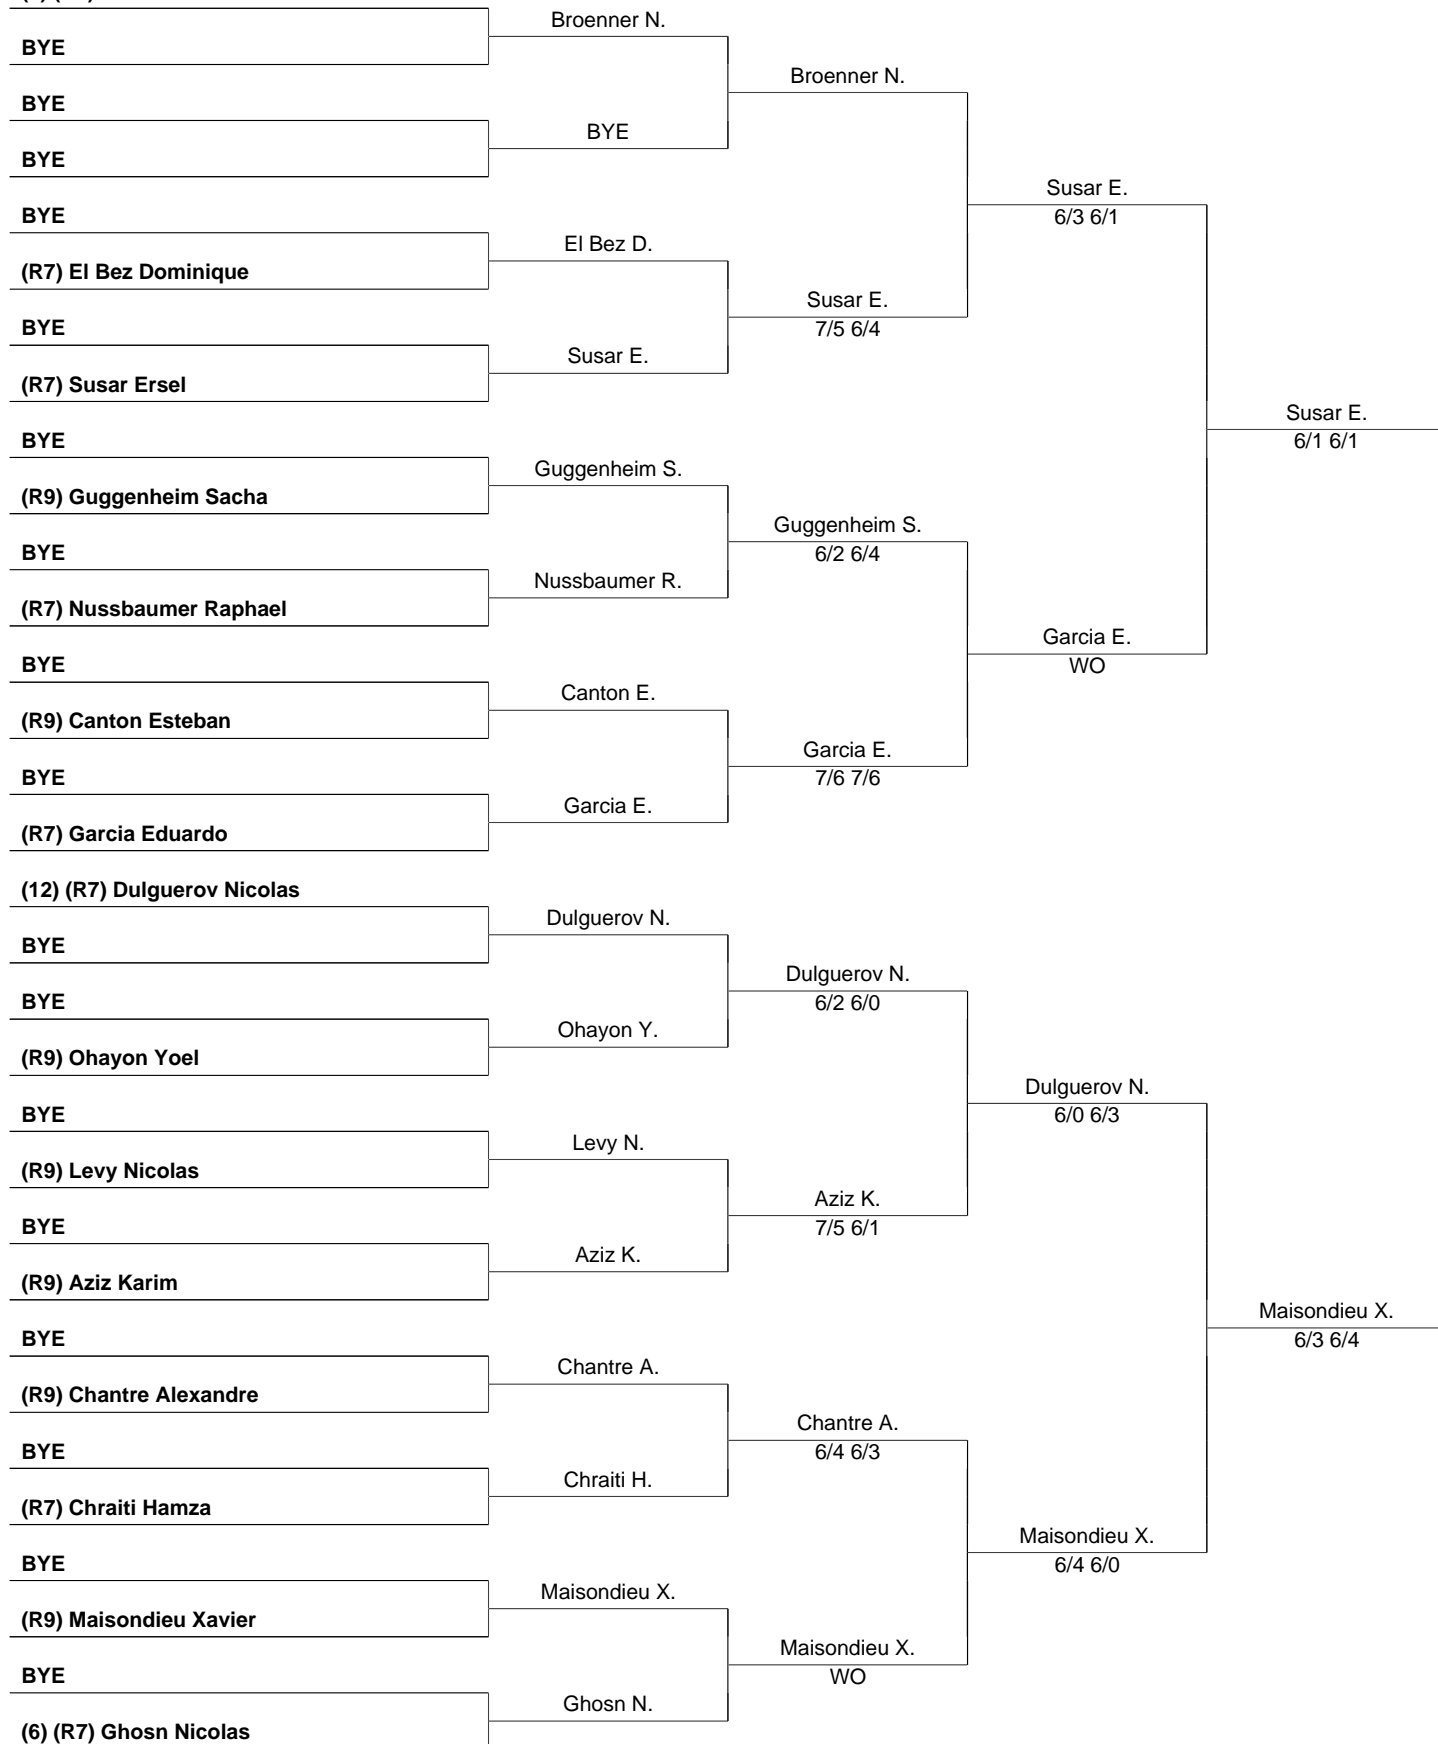 BYE
BYE
BYE
BYE
(R7) El Bez Dominique
BYE
(R7) Susar Ersel
BYE
(R9) Guggenheim Sacha
BYE
(R7) Nussbaumer Raphael
BYE
(R9) Canton Esteban
BYE
(R7) Garcia Eduardo
(12) (R7) Dulguerov Nicolas
BYE
BYE
(R9) Ohayon Yoel
BYE
(R9) Levy Nicolas
BYE
(R9) Aziz Karim
BYE
(R9) Chantre Alexandre
BYE
(R7) Chraiti Hamza
BYE
(R9) Maisondieu Xavier
BYE
(6) (R7) Ghosn Nicolas
Broenner N.
BYE
El Bez D.
Susar E.
Guggenheim S.
Nussbaumer R.
Canton E.
Garcia E.
Dulguerov N.
Ohayon Y.
Levy N.
Aziz K.
Chantre A.
Chraiti H.
Maisondieu X.
Ghosn N.
Broenner N.
Susar E.
7/5 6/4
Guggenheim S.
6/2 6/4
Garcia E.
7/6 7/6
Dulguerov N.
6/2 6/0
Aziz K.
7/5 6/1
Chantre A.
6/4 6/3
Maisondieu X.
WO
Susar E.
6/3 6/1
Garcia E.
WO
Dulguerov N.
6/0 6/3
Maisondieu X.
6/4 6/0
Susar E.
6/1 6/1
Maisondieu X.
6/3 6/4